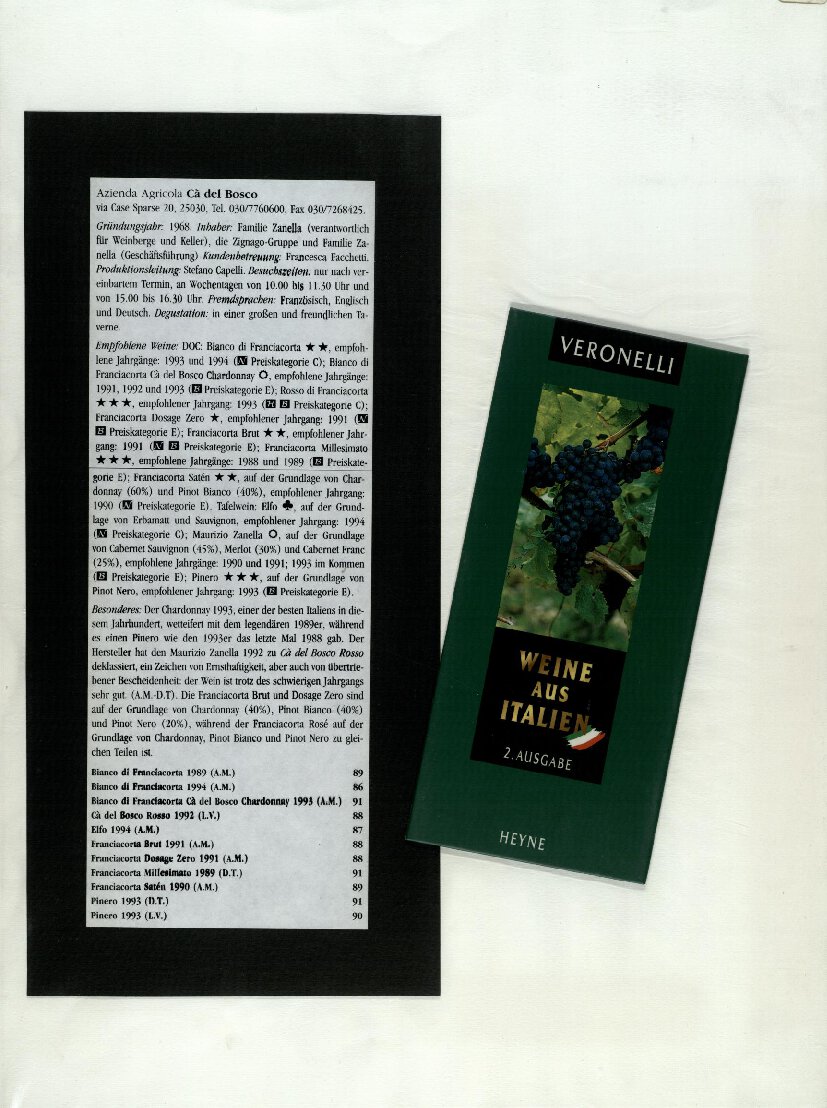 Azienda Agricola Cà del Bosco
via Case Sparse 20, 25030, Tel. 030/7760600. Fax 030/7268425.
Gründungsjahr: 1968. Inhaber: Familie Zanella (verantwortlich
für Weinberge und Keller), die Zignago-Gruppe und Familie Za-
nella (Geschäftsführung) Kundenbetreuung: Francesca Facchetti.
Produktionsleitung: Stefano Capelli. Besuchszeiten: nur nach ver-
einbartem Termin, an Wochentagen von 10.00 bis 11.30 Uhr und
von 15.00 bis 16.30 Uhr. Fremdsprachen: Französisch, Englisch
und Deutsch. Degustation: in einer großen und freundlichen Ta-
verne.
Empfohlene Weine: DOC: Bianco di Franciacorta ★ ★, empfoh-
lene Jahrgänge: 1993 und 1994 (N Preiskategorie C); Bianco di
Franciacorta Cà del Bosco Chardonnay ✪, empfohlene Jahrgänge:
1991, 1992 und 1993 (B Preiskategorie E); Rosso di Franciacorta
★ ★ ★, empfohlener Jahrgang: 1993 (B Preiskategorie C);
Franciacorta Dosage Zero ★, empfohlener Jahrgang: 1991 (N
B Preiskategorie E); Franciacorta Brut ★ ★, empfohlener Jahr-
gang: 1991 (N B Preiskategorie E); Franciacorta Millesimato
★ ★ ★, empfohlene Jahrgänge: 1988 und 1989 (B Preiskate-
gorie E); Franciacorta Satén ★ ★, auf der Grundlage von Char-
donnay (60%) und Pinot Bianco (40%), empfohlener Jahrgang:
1990 (N Preiskategorie E). Tafelwein: Elfo ♣, auf der Grund-
lage von Erbamatt und Sauvignon, empfohlener Jahrgang: 1994
(N Preiskategorie C); Maurizio Zanella ✪, auf der Grundlage
von Cabernet Sauvignon (45%), Merlot (30%) und Cabernet Franc
(25%), empfohlene Jahrgänge: 1990 und 1991; 1993 im Kommen
(B Preiskategorie E); Pinero ★ ★ ★, auf der Grundlage von
Pinot Nero, empfohlener Jahrgang: 1993 (B Preiskategorie E).
Besonderes: Der Chardonnay 1993, einer der besten Italiens in die-
sem Jahrhundert, wetteifert mit dem legendären 1989er, während
es einen Pinero wie den 1993er das letzte Mal 1988 gab. Der
Hersteller hat den Maurizio Zanella 1992 zu Cà del Bosco Rosso
deklassiert, ein Zeichen von Ernsthaftigkeit, aber auch von übertrie-
bener Bescheidenheit: der Wein ist trotz des schwierigen Jahrgangs
sehr gut. (A.M.-D.T). Die Franciacorta Brut und Dosage Zero sind
auf der Grundlage von Chardonnay (40%), Pinot Bianco (40%)
und Pinot Nero (20%), während der Franciacorta Rosé auf der
Grundlage von Chardonnay, Pinot Bianco und Pinot Nero zu glei-
chen Teilen ist.
Bianco di Franciacorta 1989 (A.M.) 89
Bianco di Franciacorta 1994 (A.M.) 86
Bianco di Franciacorta Cà del Bosco Chardonnay 1993 (A.M.) 91
Cà del Bosco Rosso 1992 (L.V.) 88
Elfo 1994 (A.M.) 87
Franciacorta Brut 1991 (A.M.) 88
Franciacorta Dosage Zero 1991 (A.M.) 88
Franciacorta Millesimato 1989 (D.T.) 91
Franciacorta Satén 1990 (A.M.) 89
Pinero 1993 (D.T.) 91
Pinero 1993 (L.V.) 90
VERONELLI
WEINE
AUS
ITALIEN
2. AUSGABE
HEYNE